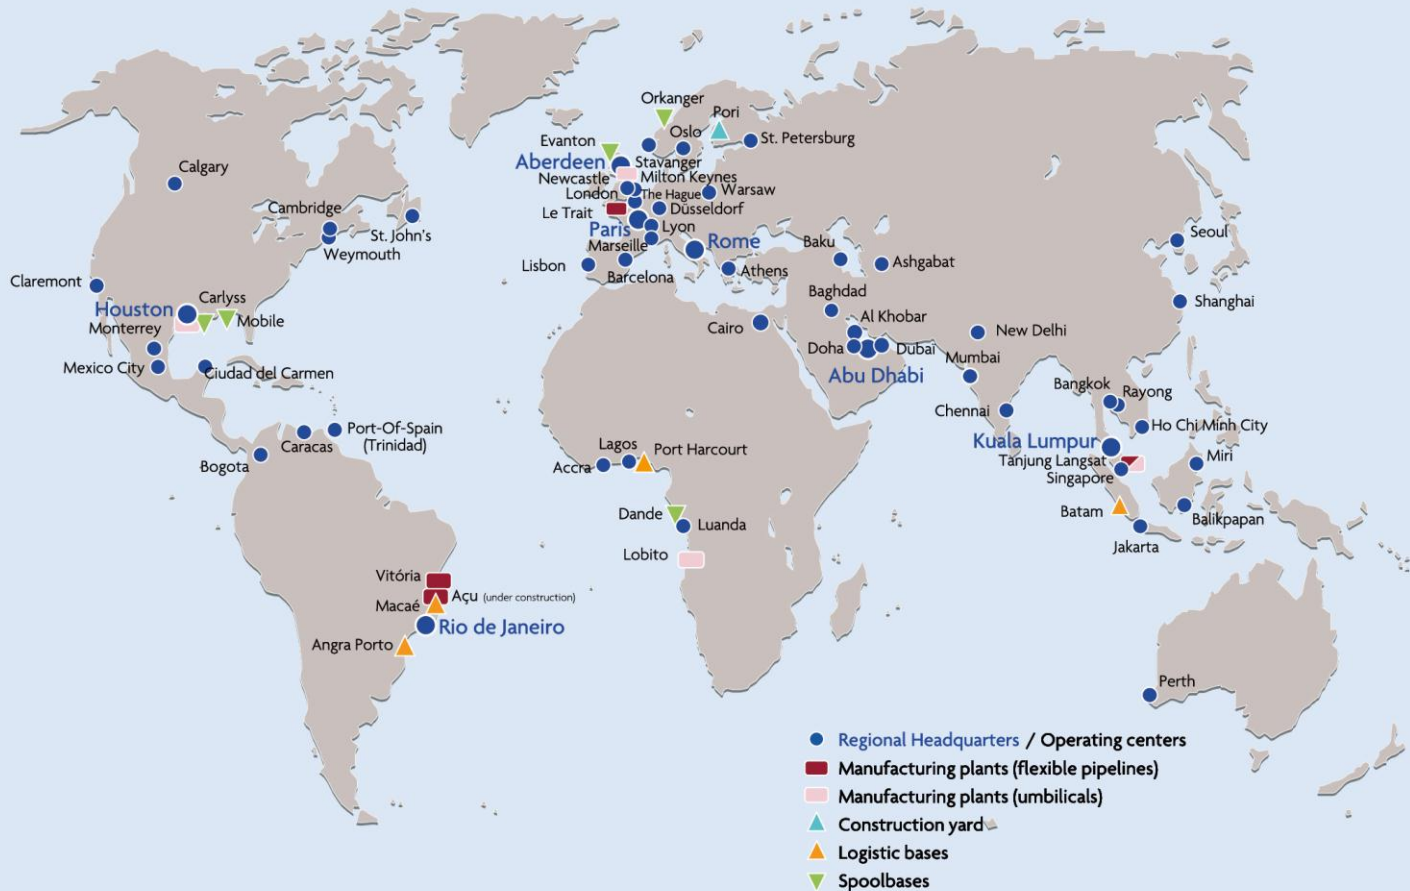 Orkanger
Pori
Evanton
Oslo
St. Petersburg
Aberdeen
Stavanger
Newcastle
Milton Keynes
London
The Hague
Warsaw
Le Trait
Düsseldorf
Paris
Lyon
Marseille
Rome
Lisbon
Barcelona
Athens
Baku
Ashgabat
Calgary
Cambridge
St. John's
Weymouth
Claremont
Houston
Carlyss
Monterrey
Mobile
Mexico City
Ciudad del Carmen
Port-Of-Spain
(Trinidad)
Caracas
Bogota
Seoul
Shanghai
Baghdad
Al Khobar
Cairo
Doha
Dubaï
Abu Dhabi
New Delhi
Mumbai
Chennai
Bangkok
Rayong
Ho Chi Minh City
Kuala Lumpur
Tanjung Langsat
Singapore
Miri
Batam
Balikpapan
Jakarta
Lagos
Port Harcourt
Accra
Dande
Luanda
Lobito
Vitória
Açu (under construction)
Macaé
Rio de Janeiro
Angra Porto
Perth
Regional Headquarters / Operating centers
Manufacturing plants (flexible pipelines)
Manufacturing plants (umbilicals)
Construction yard
Logistic bases
Spoolbases